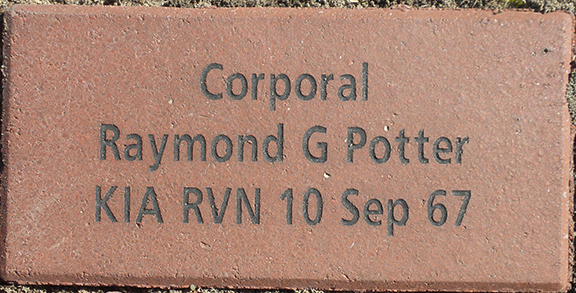 Corporal
Raymond G Potter
KIA RVN 10 Sep 67